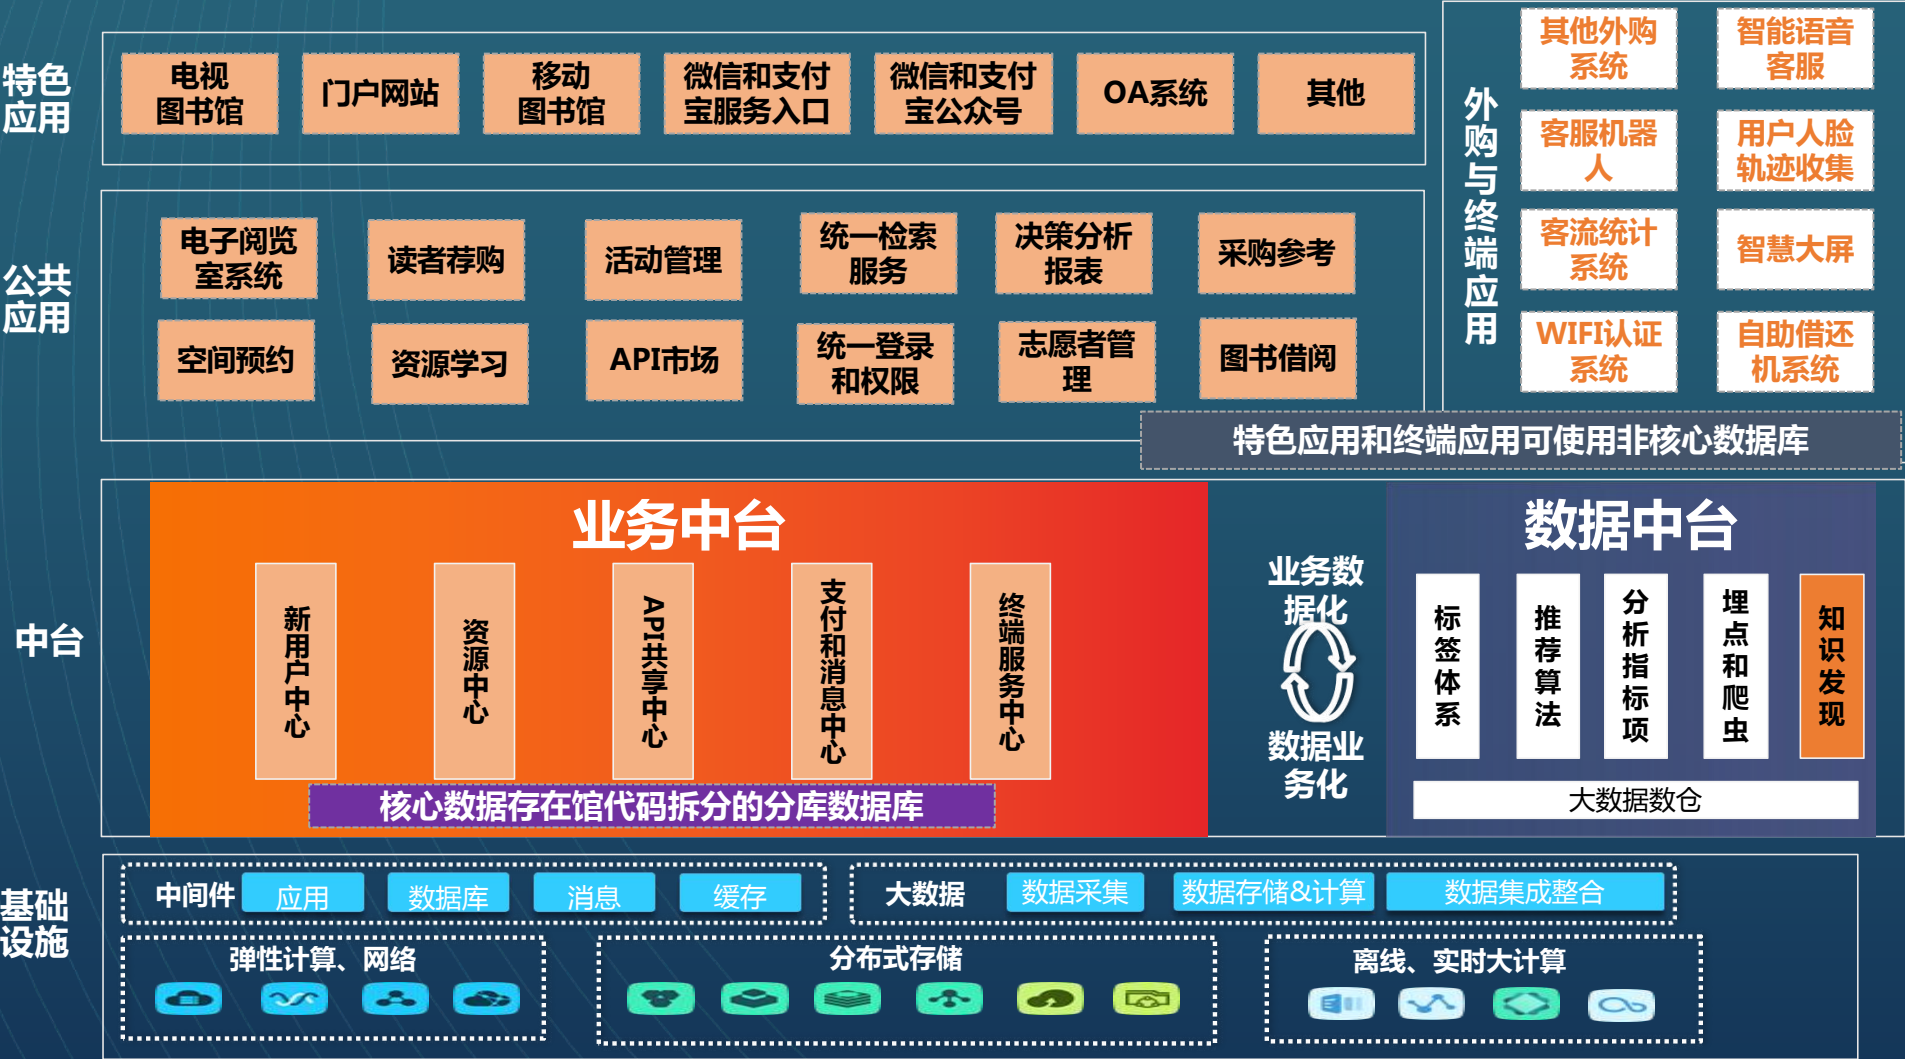 特色
应用
电视
图书馆
门户网站
移动
图书馆
微信和支付
宝服务入口
微信和支付
宝公众号
OA系统
其他
公共
应用
电子阅览
室系统
读者荐购
活动管理
统一检索
服务
决策分析
报表
采购参考
空间预约
资源学习
API市场
统一登录
和权限
志愿者管
理
图书借阅
外购与终端应用
其他外购
系统
智能语音
客服
客服机器
人
用户人脸
轨迹收集
客流统计
系统
智慧大屏
WIFI认证
系统
自助借还
机系统
特色应用和终端应用可使用非核心数据库
中台
业务中台
新用户中心
资源中心
API共享中心
支付和消息中心
终端服务中心
核心数据存在馆代码拆分的分库数据库
业务数
据化
数据业
务化
数据中台
标签体系
推荐算法
分析指标项
埋点和爬虫
知识发现
大数据数仓
基础
设施
中间件
应用
数据库
消息
缓存
大数据
数据采集
数据存储&计算
数据集成整合
弹性计算、网络
分布式存储
离线、实时大计算